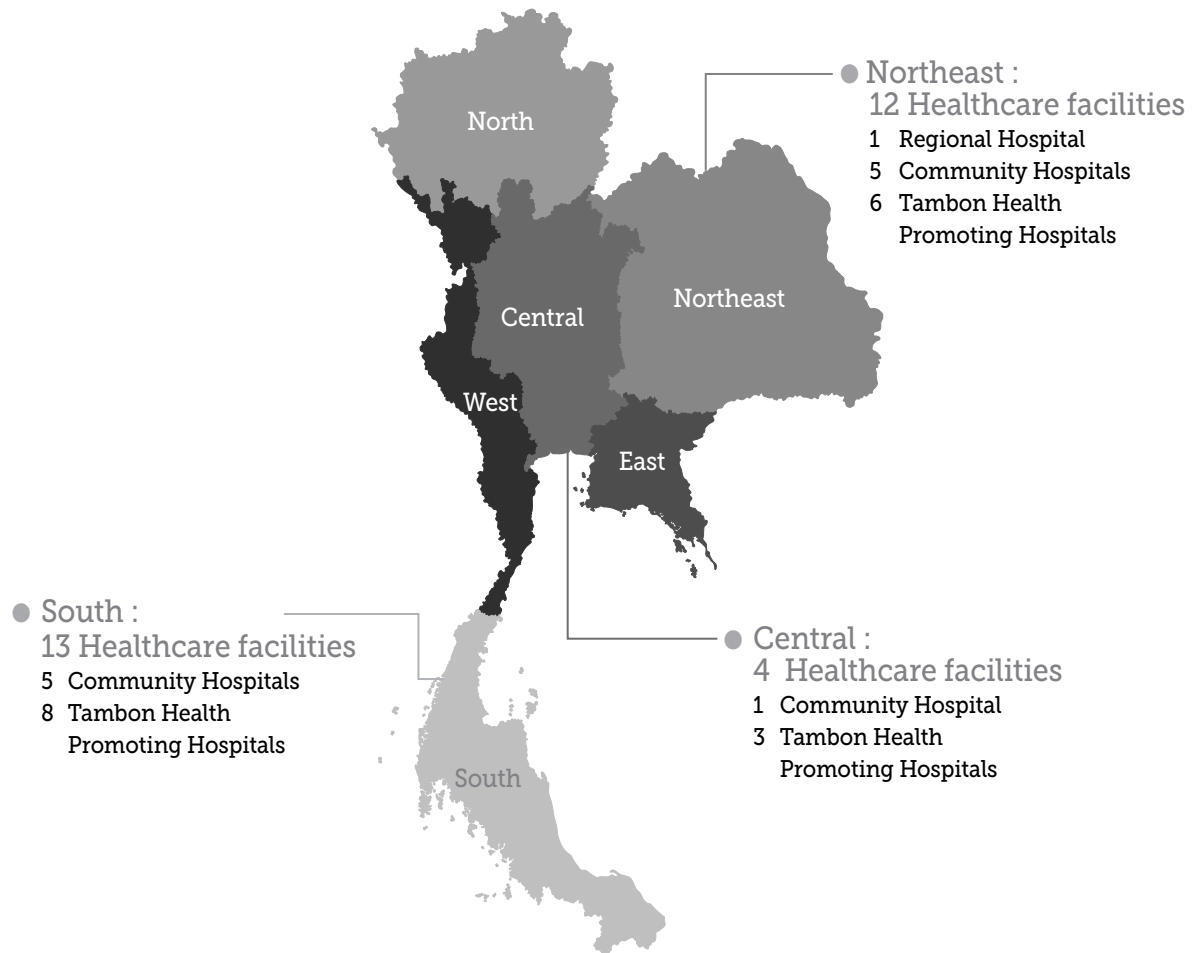 North
Northeast :
12 Healthcare facilities
1 Regional Hospital
5 Community Hospitals
6 Tambon Health
Promoting Hospitals
Northeast
Central
West
East
South :
13 Healthcare facilities
5 Community Hospitals
8 Tambon Health
Promoting Hospitals
Central :
4 Healthcare facilities
1 Community Hospital
3 Tambon Health
Promoting Hospitals
South